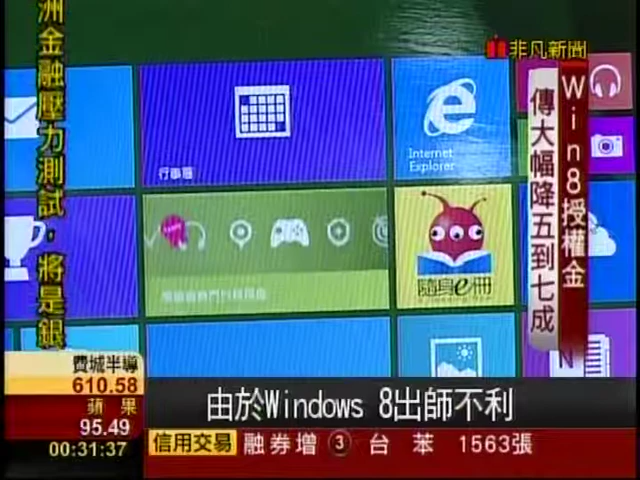 洲金融壓力測試，將是銀
非凡新聞
Win8授權金
傳大幅降五到七成
行事曆
Internet
Explorer
隨身e冊
費城半導
610.58
蘋果
95.49
00:31:37
由於Windows 8出師不利
信用交易 融券增 3 台苯 1563張